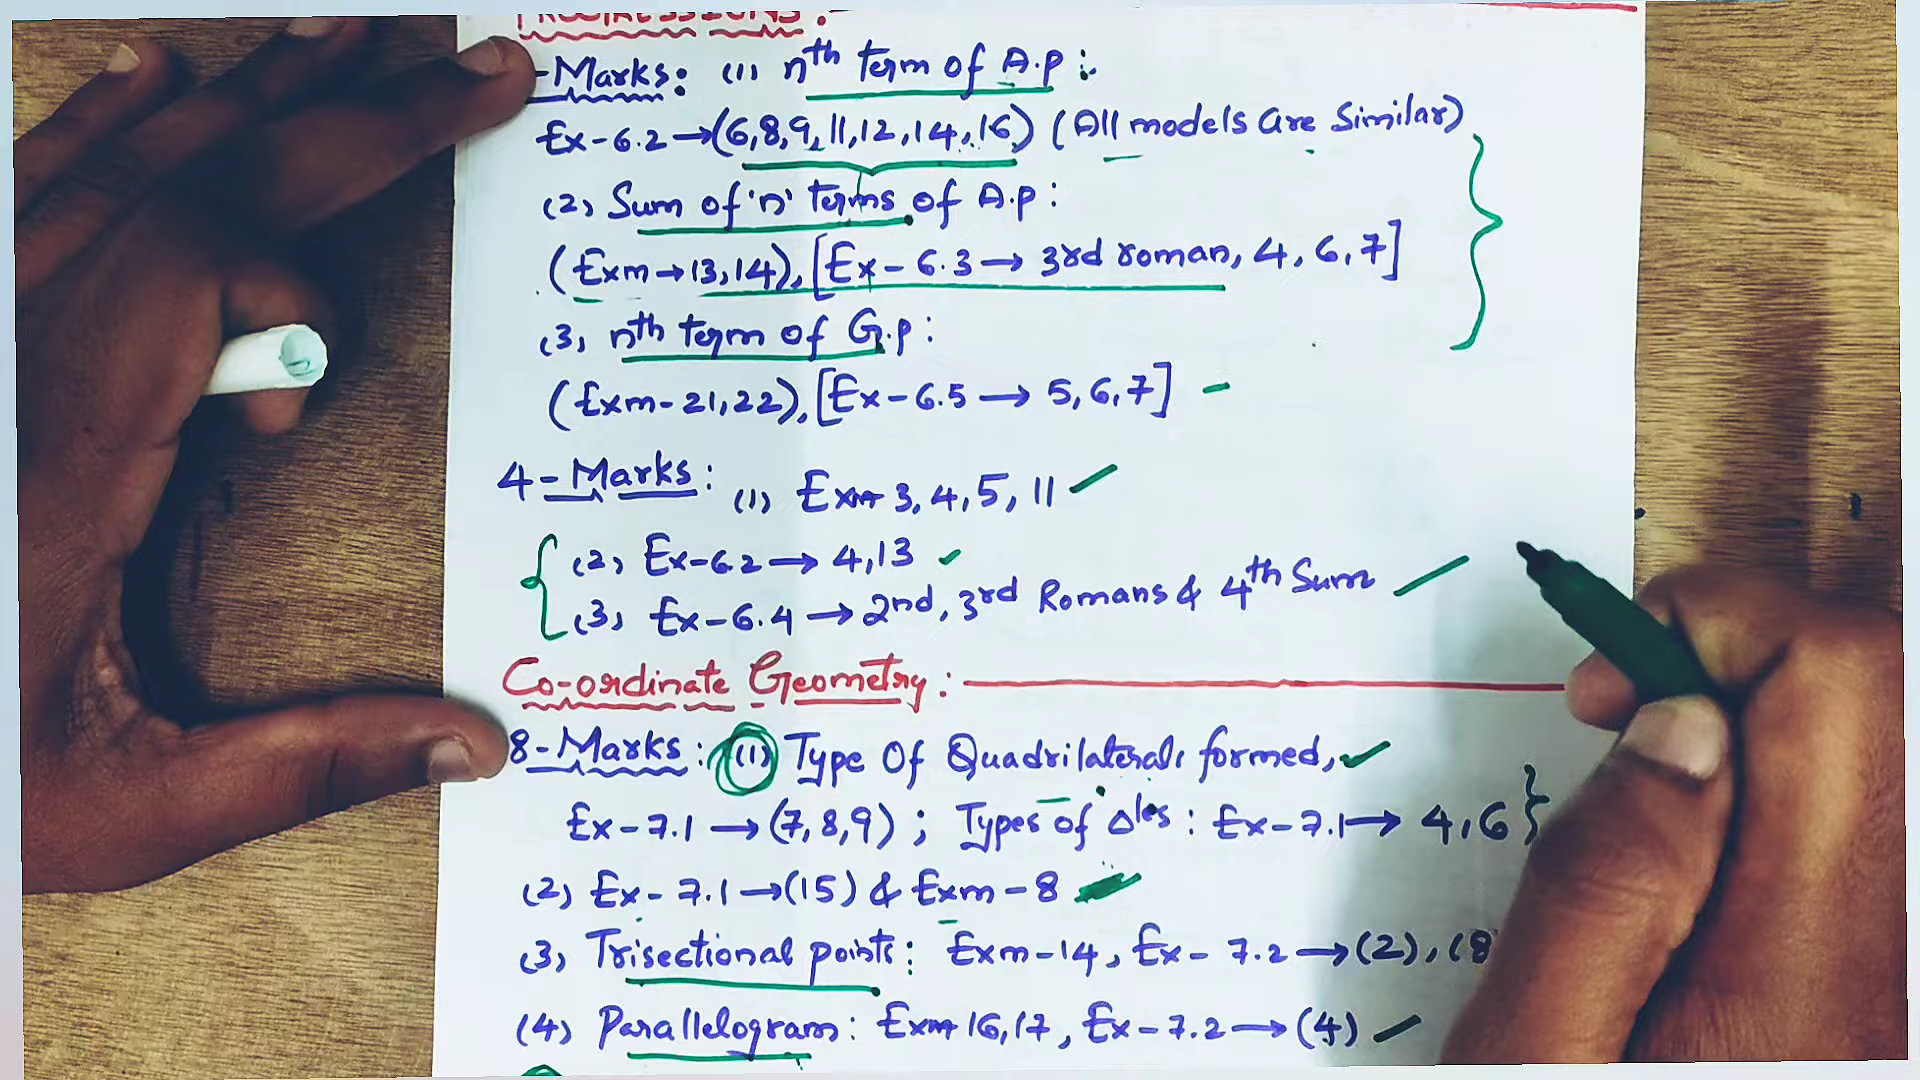 PROGRESSIONS:
-Marks: (1) nth term of A.p:
Ex-6.2→(6,8,9,11,12,14,16) (All models are Similar)
(2) Sum of 'n' terms of A.p:
(Exm→13,14), [Ex-6.3→ 3rd roman, 4, 6, 7]
(3) nth term of G.p:
(Exm-21,22), [Ex-6.5 → 5,6,7]
4-Marks: (1) Exm 3, 4, 5, 11
(2) Ex-6.2→ 4,13
(3) Ex-6.4→2nd, 3rd Romans & 4th Sum
Co-ordinate Geometry:
8-Marks: (1) Type Of Quadrilaterals formed,
Ex-7.1→(7,8,9); Types of Δles: Ex-7.1→ 4,6
(2) Ex-7.1→(15) & Exm-8
(3) Trisectional points: Exm-14, Ex-7.2→(2),(8
(4) Parallelogram: Exm 16,17, Ex-7.2→(4)